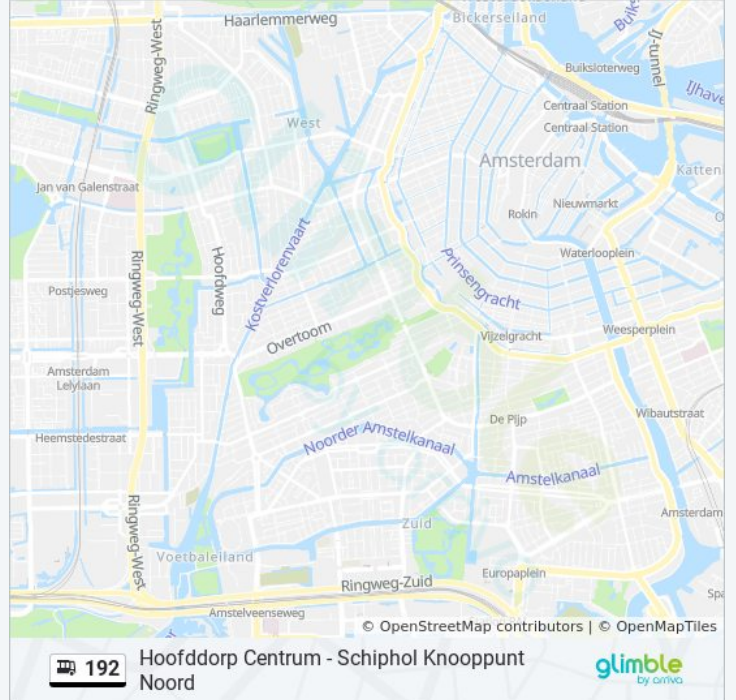 Haarlemmerweg
Bickerseiland
Ringweg-West
IJ-tunnel
Buiksloterweg
IJhave
Centraal Station
Centraal Station
West
Amsterdam
Katten
Jan van Galenstraat
Nieuwmarkt
Rokin
O
Waterlooplein
Kostverlorenvaart
Prinsengracht
Ringweg-West
Hoofdweg
Postjesweg
Overtoom
Vijzelgracht
Weesperplein
Amsterdam
Lelylaan
De Pijp
Wibautstraat
Heemstedestraat
Noorder Amstelkanaal
Amstelkanaal
Ringweg-West
Amsterdam
Zuid
Voetbaleiland
Europaplein
Ringweg-Zuid
Spa
Amstelveenseweg
© OpenStreetMap contributors | © OpenMapTiles
192
Hoofddorp Centrum - Schiphol Knooppunt
Noord
glimble
by arriva